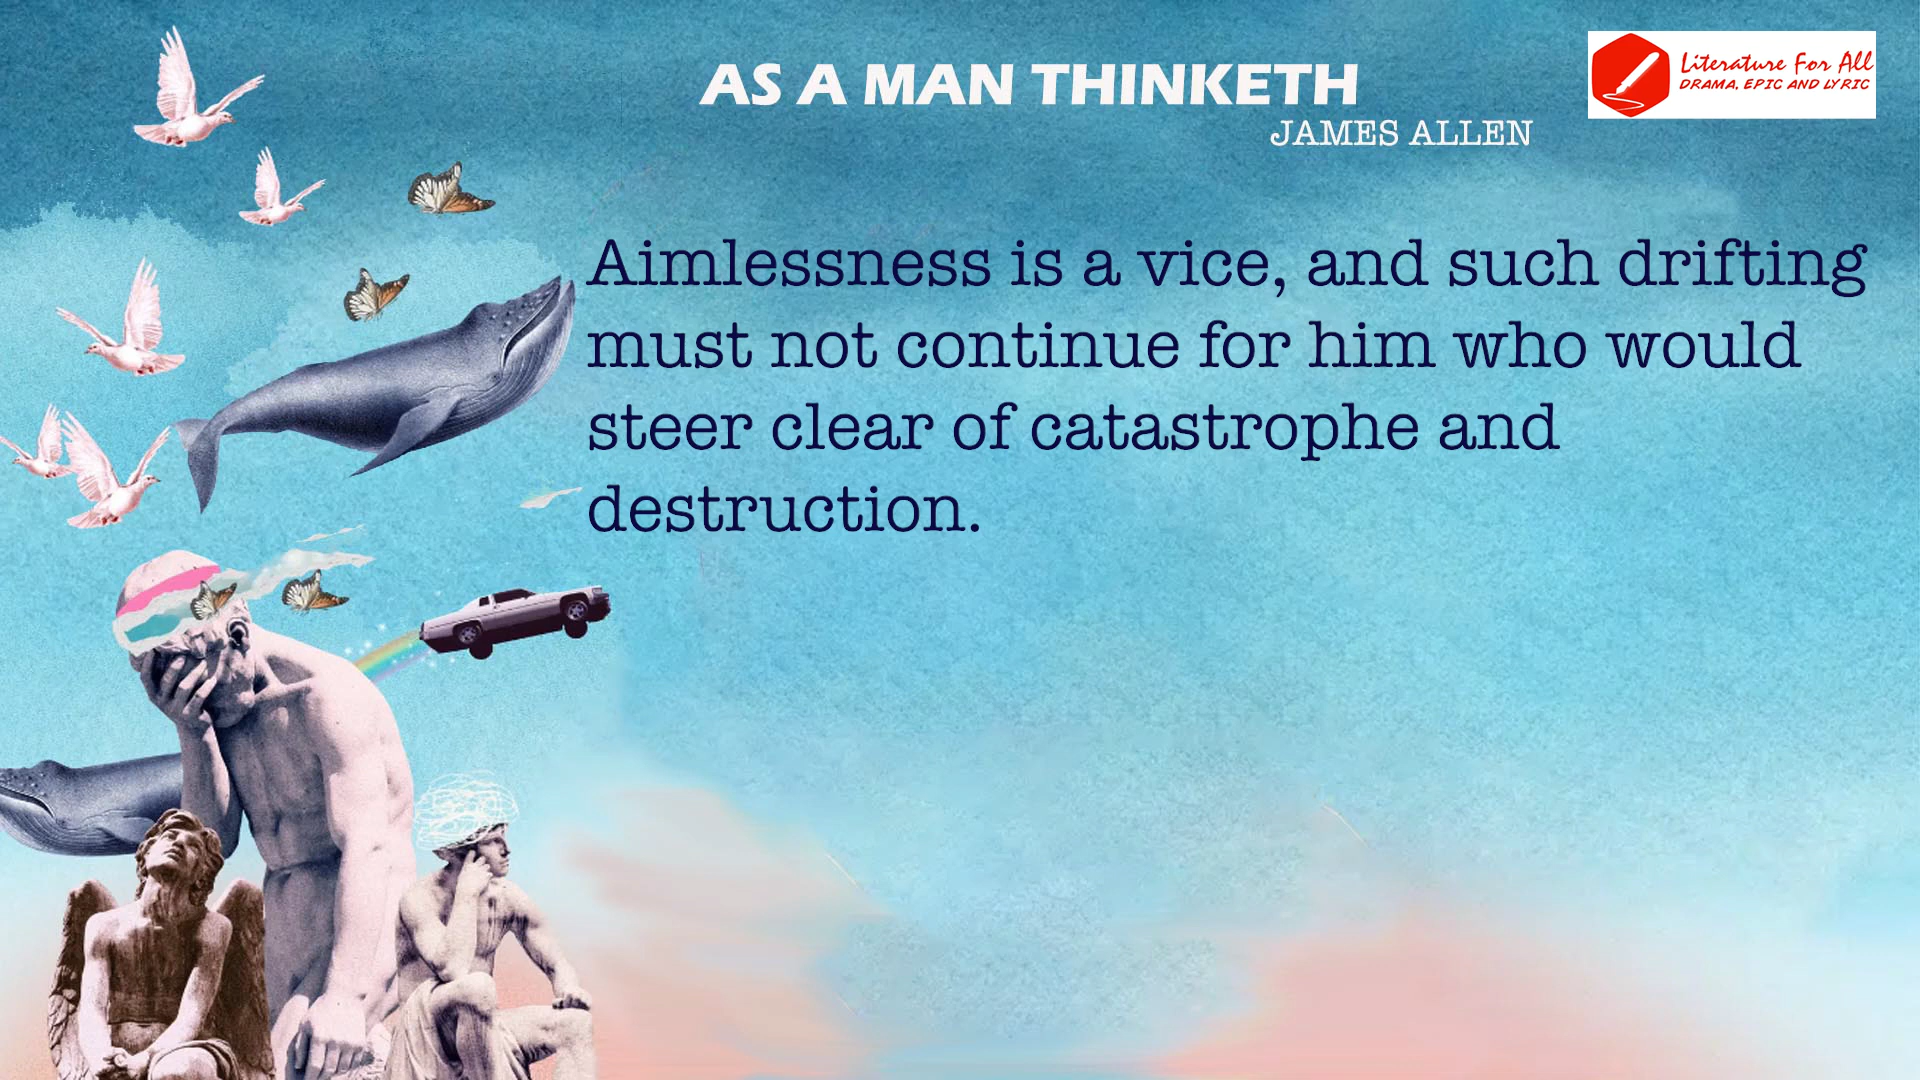 AS A MAN THINKETH
JAMES ALLEN
Literature For All
DRAMA, EPIC AND LYRIC
Aimlessness is a vice, and such drifting
must not continue for him who would
steer clear of catastrophe and
destruction.